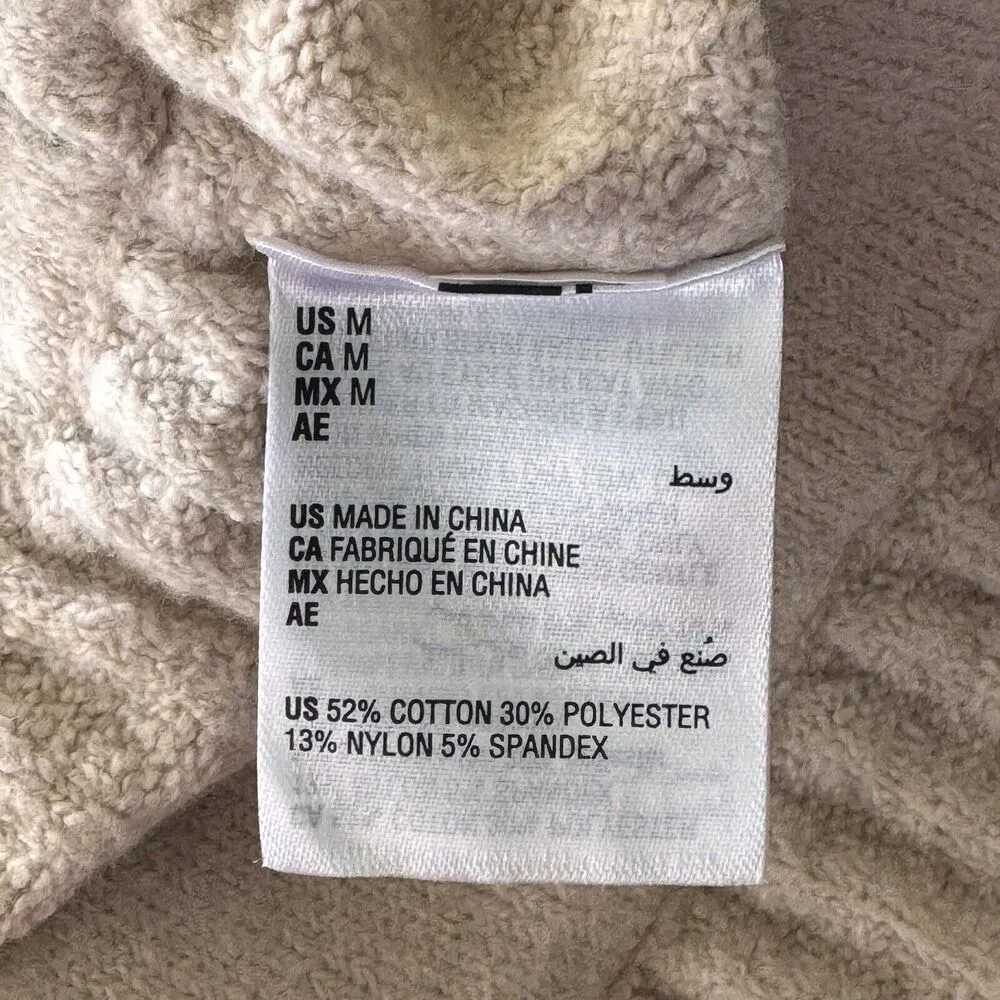 US M
CA M
MX M
AE
وسط
US MADE IN CHINA
CA FABRIQUÉ EN CHINE
MX HECHO EN CHINA
AE
صُنع في الصين
US 52% COTTON 30% POLYESTER
13% NYLON 5% SPANDEX